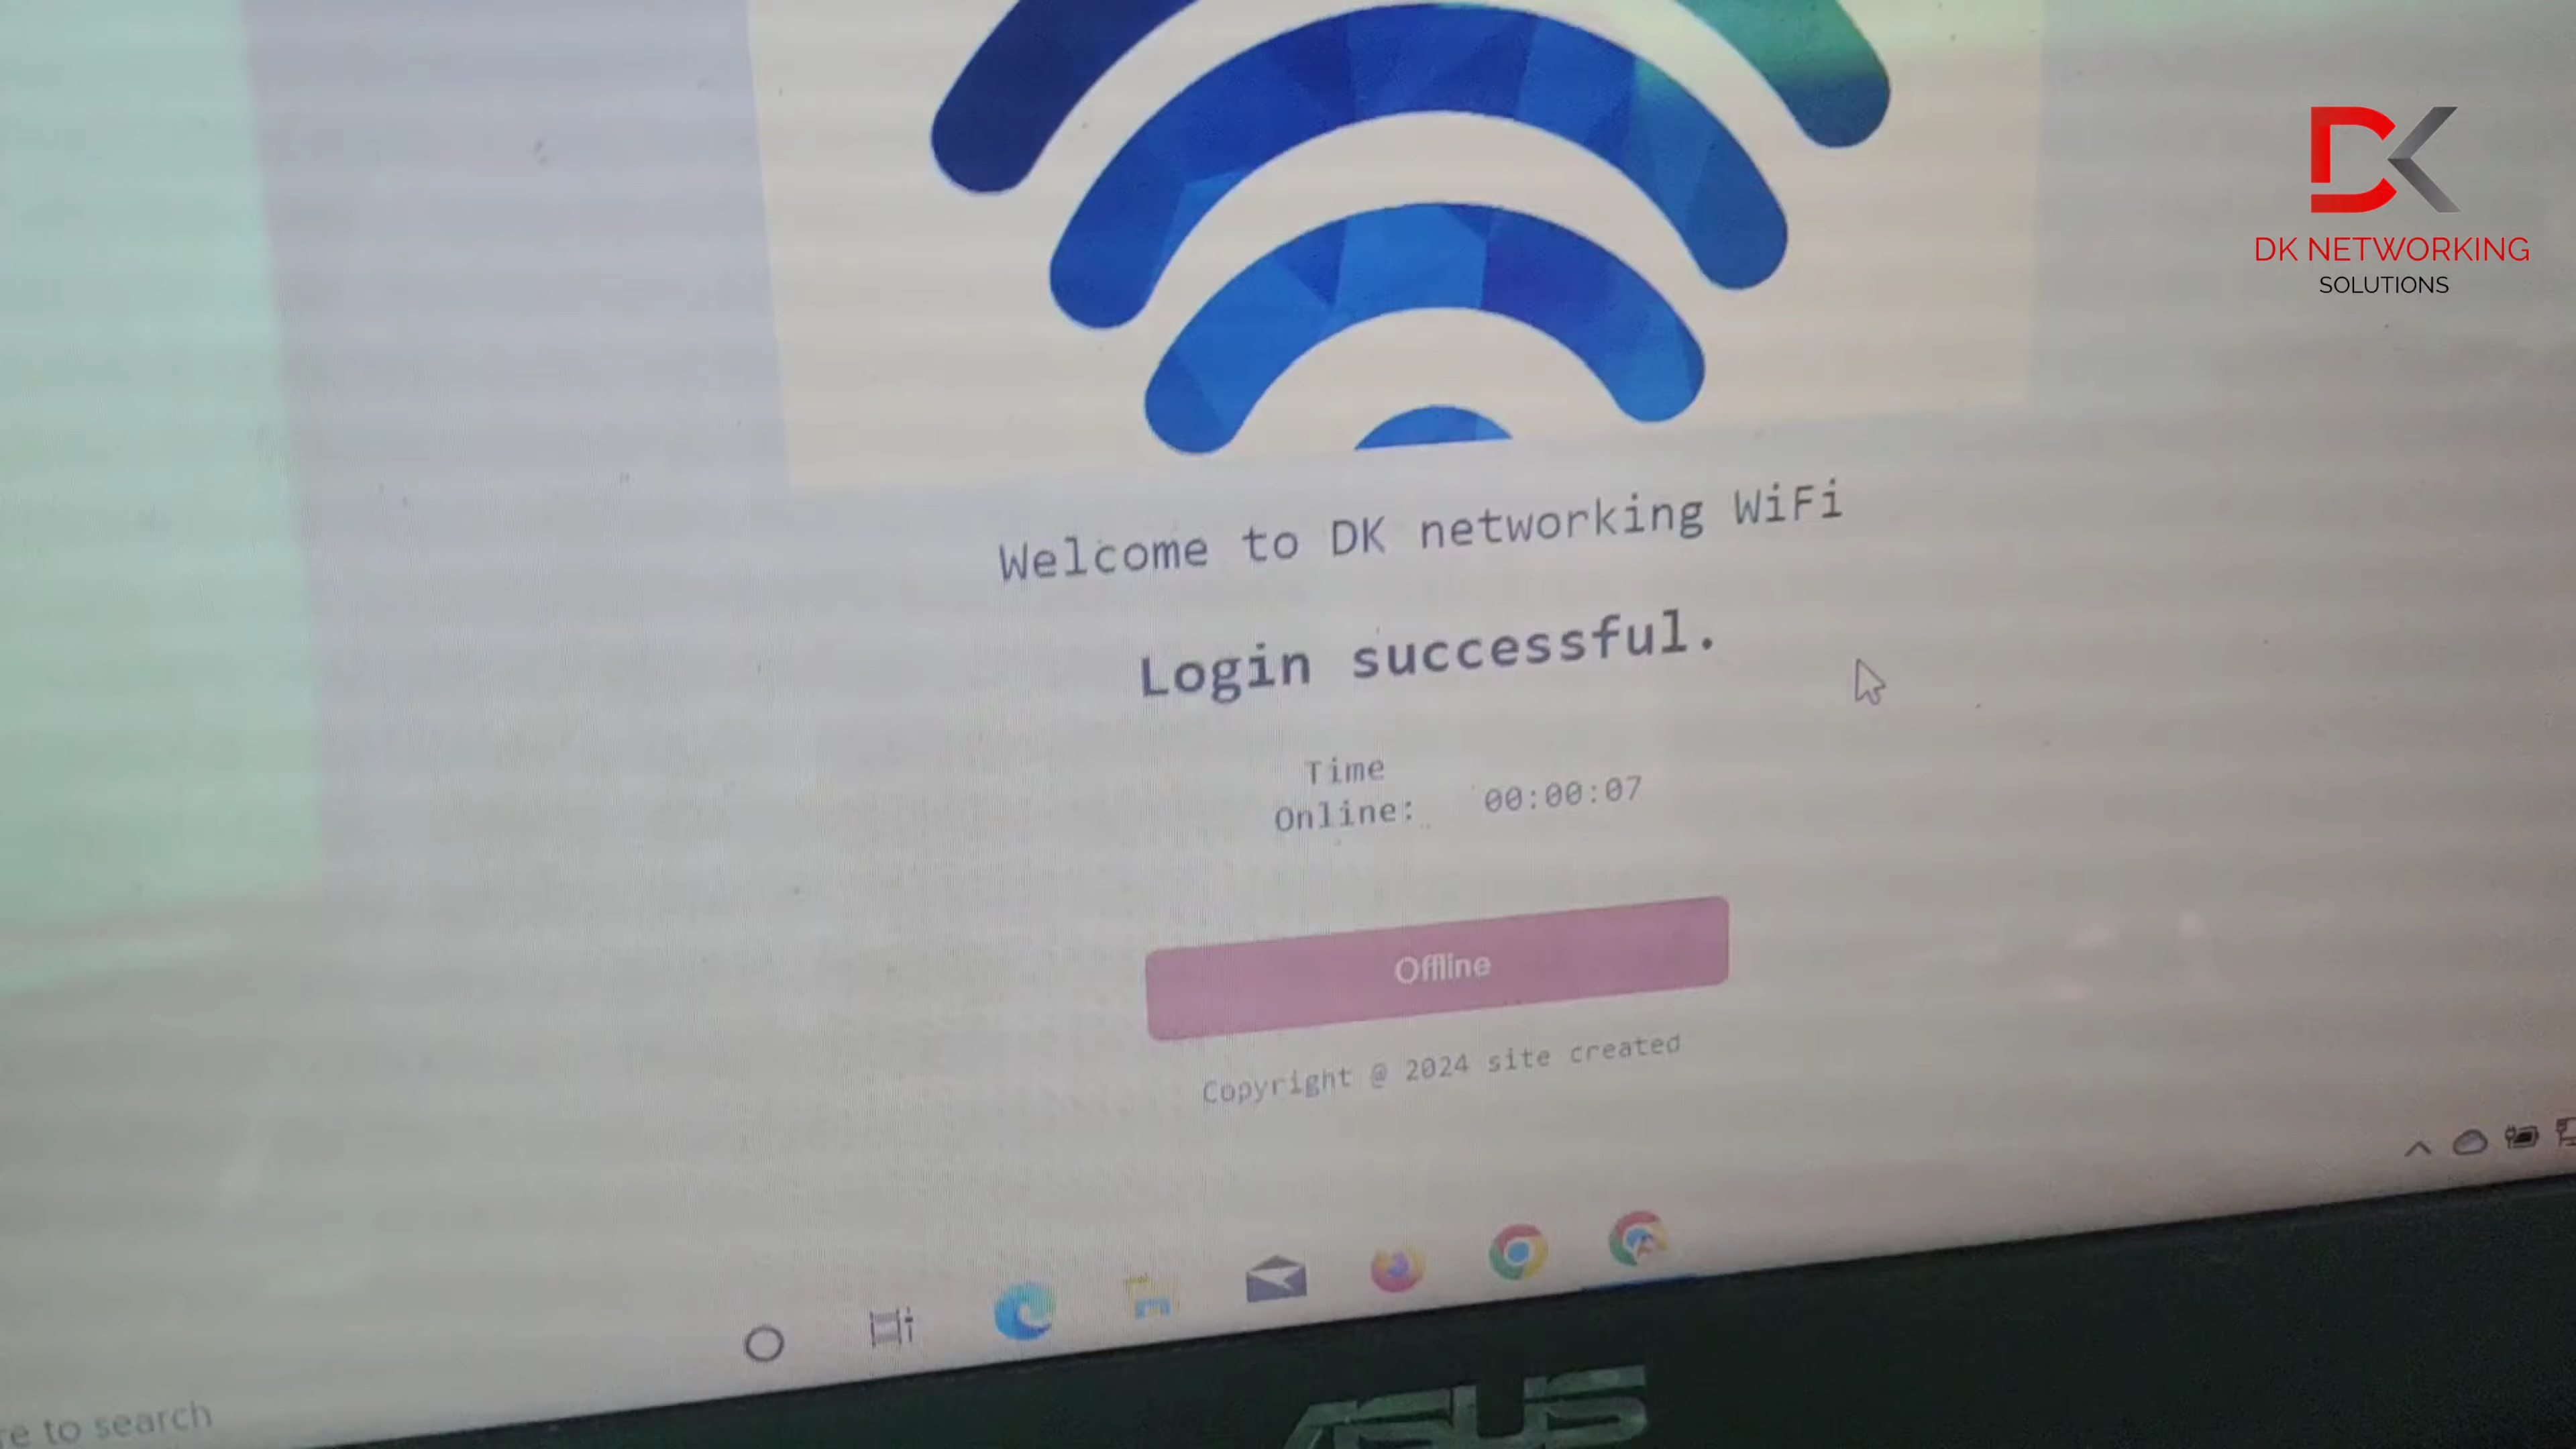 DK NETWORKING
SOLUTIONS
Welcome to DK networking WiFi
Login successful.
Time
Online: 00:00:07
Offline
Copyright @ 2024 site created
re to search
ASUS